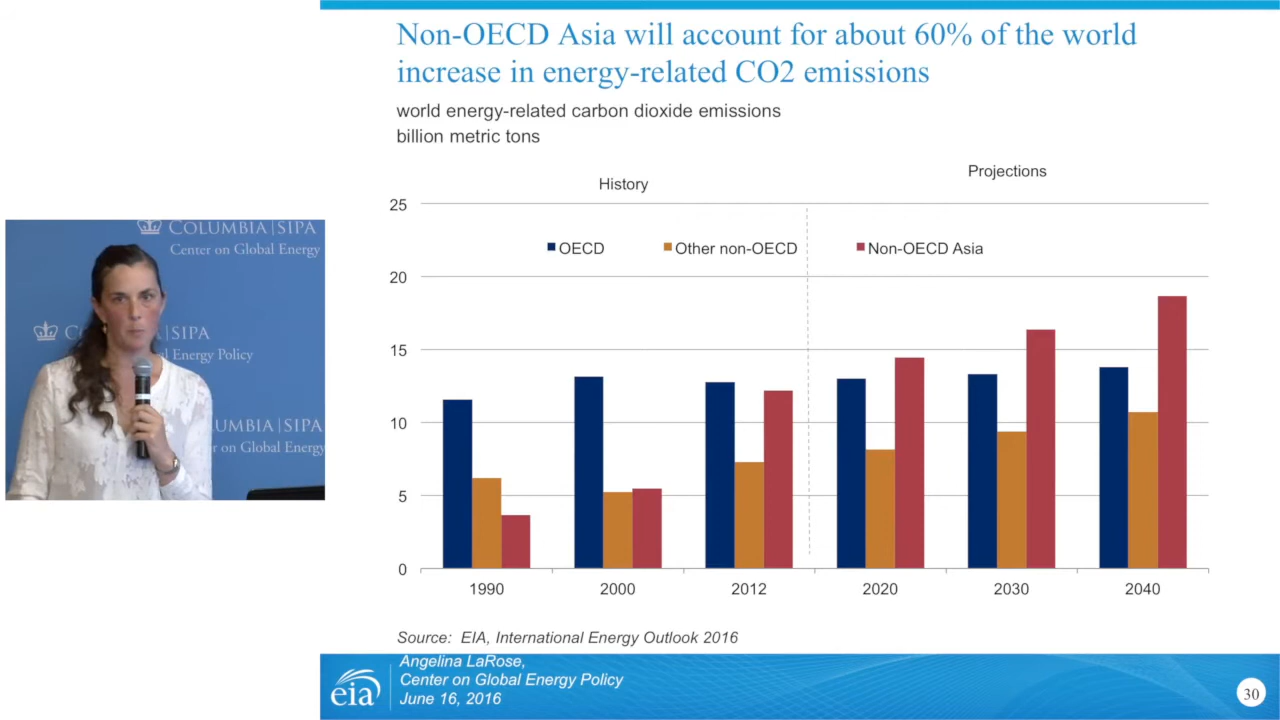 Non-OECD Asia will account for about 60% of the world
increase in energy-related CO2 emissions
world energy-related carbon dioxide emissions
billion metric tons
History
Projections
25
OECD
Other non-OECD
Non-OECD Asia
20
15
10
5
0
1990
2000
2012
2020
2030
2040
Source: EIA, International Energy Outlook 2016
eia
Angelina LaRose,
Center on Global Energy Policy
June 16, 2016
30
COLUMBIA | SIPA
Center on Global Energy
SIPA
l Energy Policy
UMBIA | SIPA
r on Global Energy